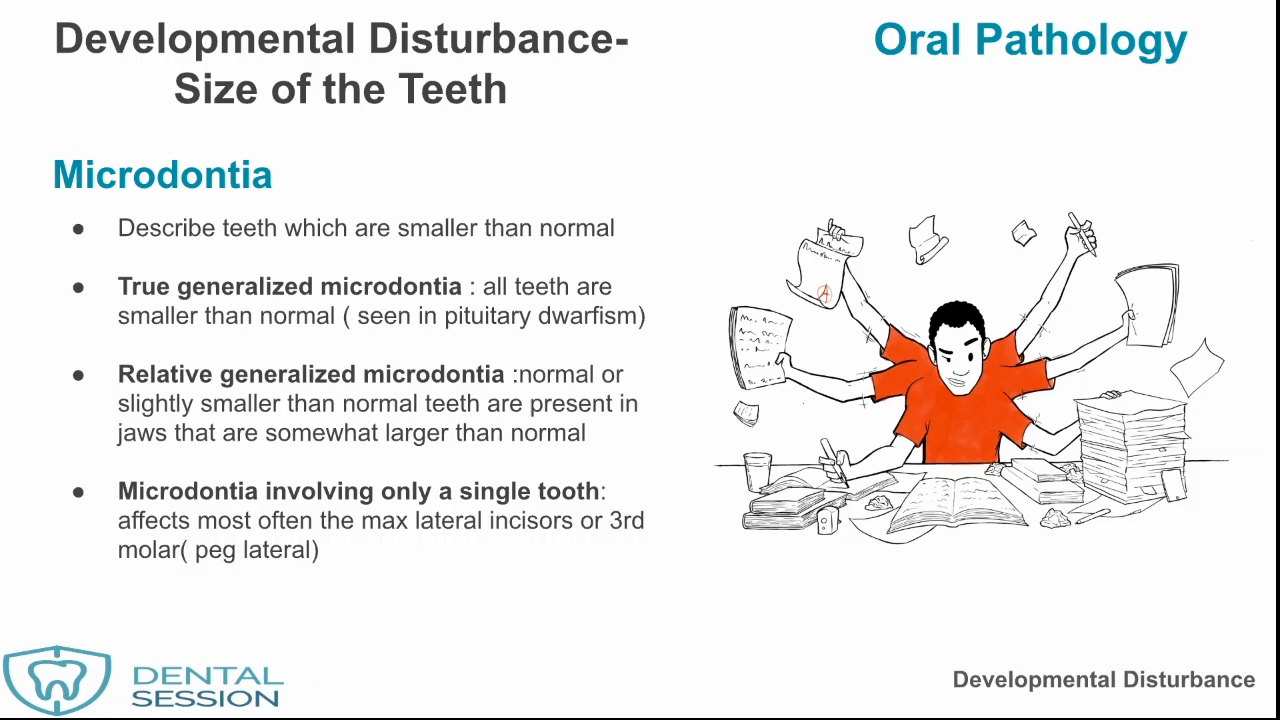 Developmental Disturbance-
Size of the Teeth
Oral Pathology
Microdontia
● Describe teeth which are smaller than normal
● True generalized microdontia : all teeth are
smaller than normal ( seen in pituitary dwarfism)
● Relative generalized microdontia :normal or
slightly smaller than normal teeth are present in
jaws that are somewhat larger than normal
● Microdontia involving only a single tooth:
affects most often the max lateral incisors or 3rd
molar( peg lateral)
A
DENTAL
SESSION
Developmental Disturbance